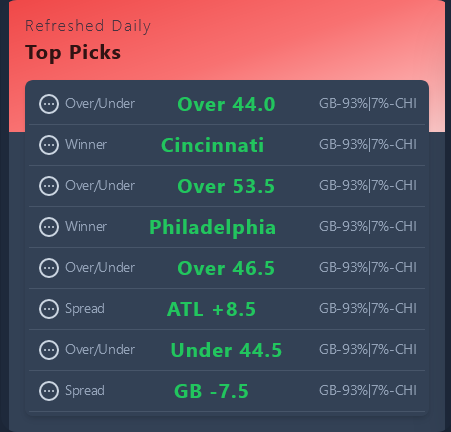 Refreshed Daily
Top Picks
Over/Under Over 44.0 GB-93%|7%-CHI
Winner Cincinnati GB-93%|7%-CHI
Over/Under Over 53.5 GB-93%|7%-CHI
Winner Philadelphia GB-93%|7%-CHI
Over/Under Over 46.5 GB-93%|7%-CHI
Spread ATL +8.5 GB-93%|7%-CHI
Over/Under Under 44.5 GB-93%|7%-CHI
Spread GB -7.5 GB-93%|7%-CHI